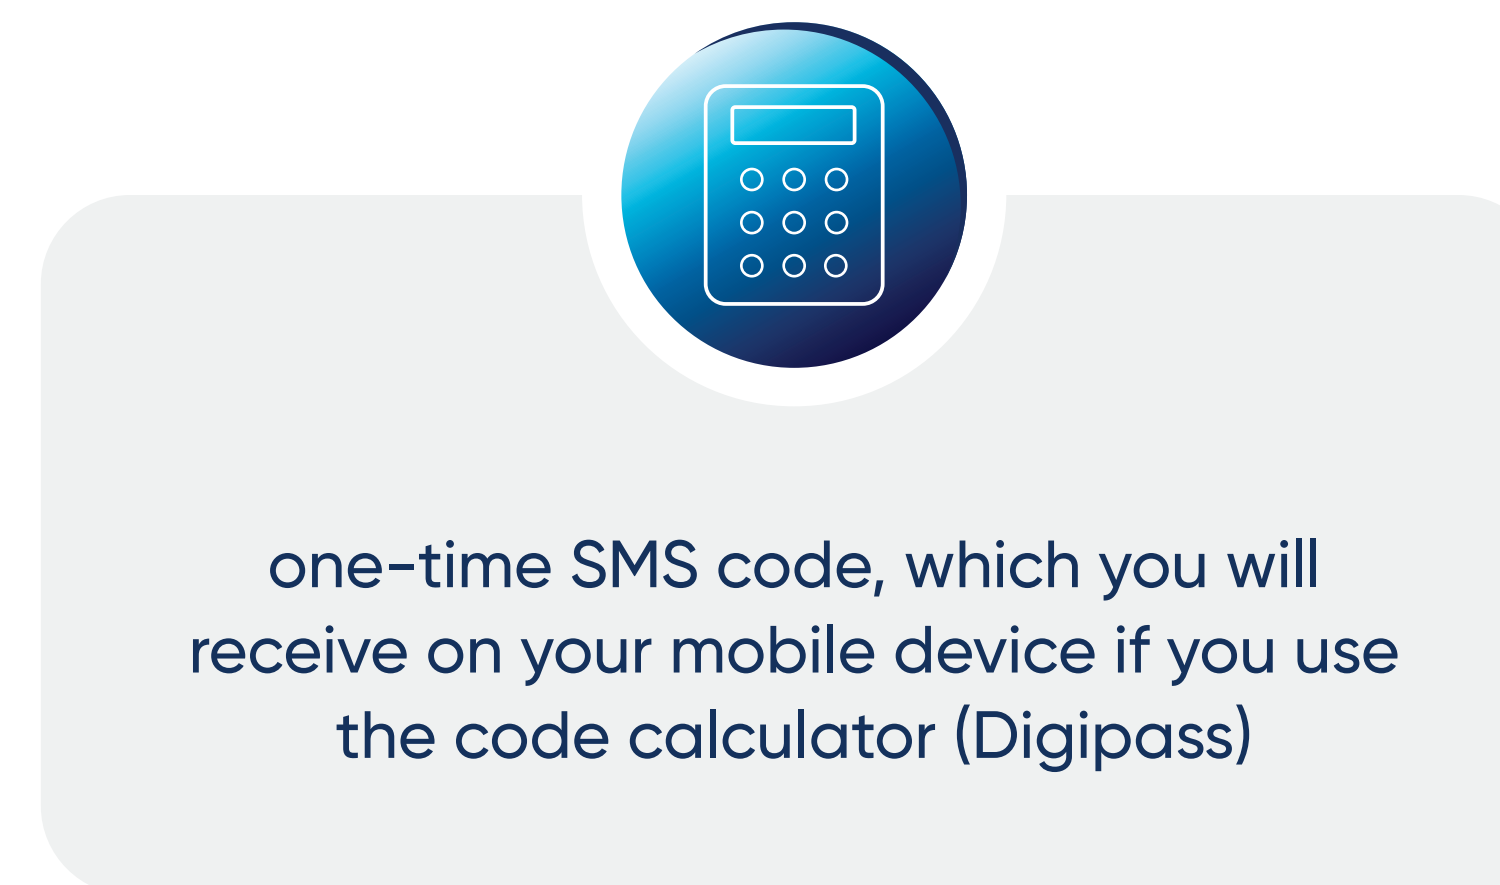 one-time SMS code, which you will
receive on your mobile device if you use
the code calculator (Digipass)